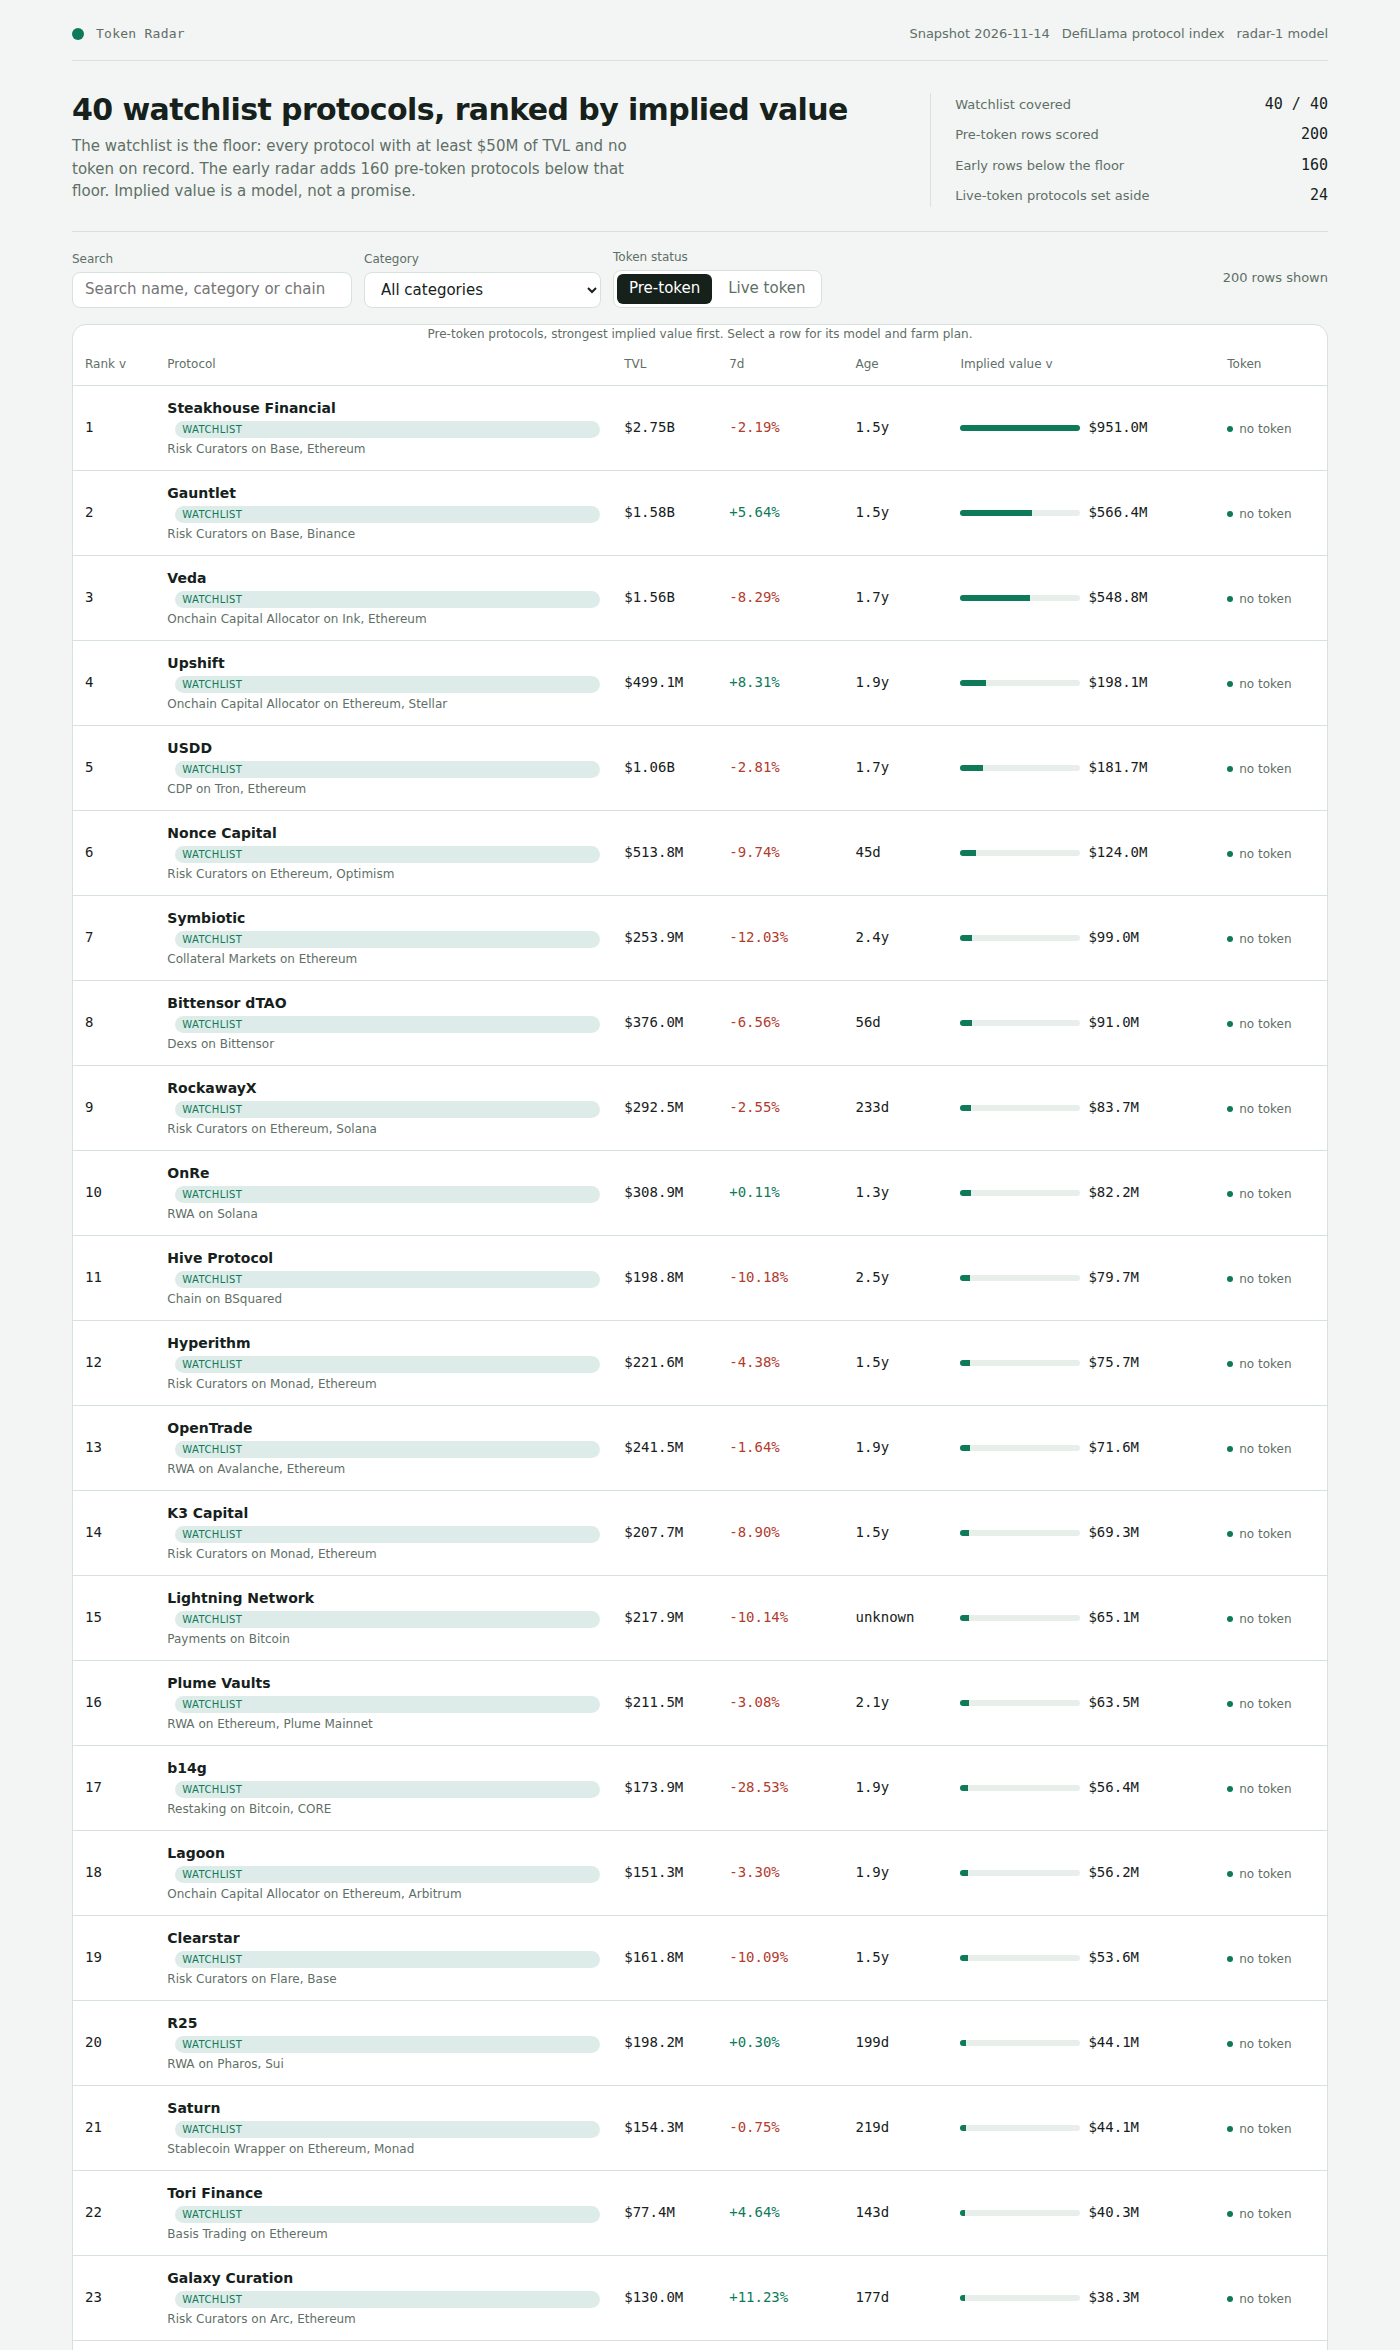 Token Radar
Snapshot 2026-11-14 DefiLlama protocol index radar-1 model
40 watchlist protocols, ranked by implied value
The watchlist is the floor: every protocol with at least $50M of TVL and no
token on record. The early radar adds 160 pre-token protocols below that
floor. Implied value is a model, not a promise.
Watchlist covered 40 / 40
Pre-token rows scored 200
Early rows below the floor 160
Live-token protocols set aside 24
Search
Category
Token status
Search name, category or chain
All categories
Pre-token Live token
200 rows shown
Pre-token protocols, strongest implied value first. Select a row for its model and farm plan.
Rank v Protocol TVL 7d Age Implied value v Token
Steakhouse Financial
1 WATCHLIST $2.75B -2.19% 1.5y $951.0M no token
Risk Curators on Base, Ethereum
Gauntlet
2 WATCHLIST $1.58B +5.64% 1.5y $566.4M no token
Risk Curators on Base, Binance
Veda
3 WATCHLIST $1.56B -8.29% 1.7y $548.8M no token
Onchain Capital Allocator on Ink, Ethereum
Upshift
4 WATCHLIST $499.1M +8.31% 1.9y $198.1M no token
Onchain Capital Allocator on Ethereum, Stellar
USDD
5 WATCHLIST $1.06B -2.81% 1.7y $181.7M no token
CDP on Tron, Ethereum
Nonce Capital
6 WATCHLIST $513.8M -9.74% 45d $124.0M no token
Risk Curators on Ethereum, Optimism
Symbiotic
7 WATCHLIST $253.9M -12.03% 2.4y $99.0M no token
Collateral Markets on Ethereum
Bittensor dTAO
8 WATCHLIST $376.0M -6.56% 56d $91.0M no token
Dexs on Bittensor
RockawayX
9 WATCHLIST $292.5M -2.55% 233d $83.7M no token
Risk Curators on Ethereum, Solana
OnRe
10 WATCHLIST $308.9M +0.11% 1.3y $82.2M no token
RWA on Solana
Hive Protocol
11 WATCHLIST $198.8M -10.18% 2.5y $79.7M no token
Chain on BSquared
Hyperithm
12 WATCHLIST $221.6M -4.38% 1.5y $75.7M no token
Risk Curators on Monad, Ethereum
OpenTrade
13 WATCHLIST $241.5M -1.64% 1.9y $71.6M no token
RWA on Avalanche, Ethereum
K3 Capital
14 WATCHLIST $207.7M -8.90% 1.5y $69.3M no token
Risk Curators on Monad, Ethereum
Lightning Network
15 WATCHLIST $217.9M -10.14% unknown $65.1M no token
Payments on Bitcoin
Plume Vaults
16 WATCHLIST $211.5M -3.08% 2.1y $63.5M no token
RWA on Ethereum, Plume Mainnet
b14g
17 WATCHLIST $173.9M -28.53% 1.9y $56.4M no token
Restaking on Bitcoin, CORE
Lagoon
18 WATCHLIST $151.3M -3.30% 1.9y $56.2M no token
Onchain Capital Allocator on Ethereum, Arbitrum
Clearstar
19 WATCHLIST $161.8M -10.09% 1.5y $53.6M no token
Risk Curators on Flare, Base
R25
20 WATCHLIST $198.2M +0.30% 199d $44.1M no token
RWA on Pharos, Sui
Saturn
21 WATCHLIST $154.3M -0.75% 219d $44.1M no token
Stablecoin Wrapper on Ethereum, Monad
Tori Finance
22 WATCHLIST $77.4M +4.64% 143d $40.3M no token
Basis Trading on Ethereum
Galaxy Curation
23 WATCHLIST $130.0M +11.23% 177d $38.3M no token
Risk Curators on Arc, Ethereum